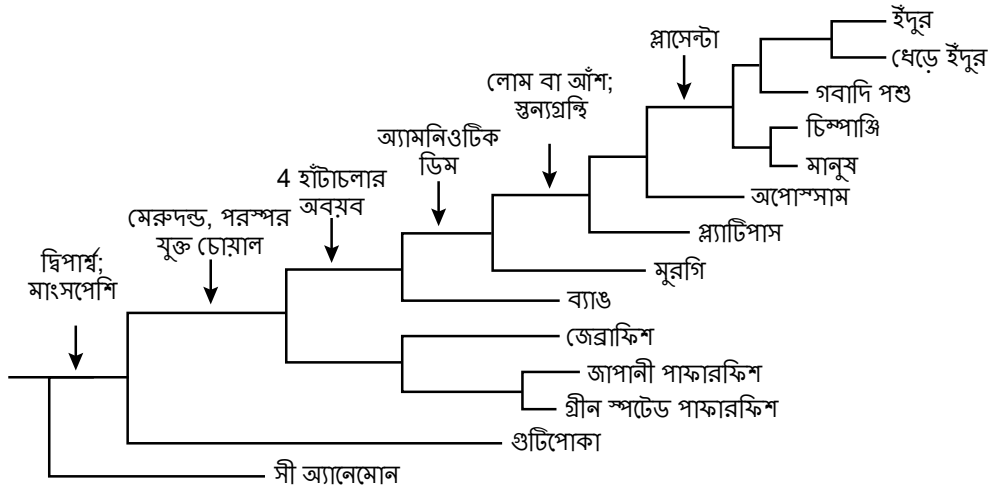 ইঁদুর
ধেড়ে ইঁদুর
প্লাসেন্টা
গবাদি পশু
লোম বা আঁশ;
স্তন্যগ্রন্থি
চিম্পাঞ্জি
মানুষ
অ্যামনিওটিক
ডিম
অপোস্সাম
4 হাঁটাচলার
অবয়ব
প্ল্যাটিপাস
মেরুদন্ড, পরস্পর
যুক্ত চোয়াল
মুরগি
দ্বিপার্শ্ব;
মাংসপেশি
ব্যাঙ
জেব্রাফিশ
জাপানী পাফারফিশ
গ্রীন স্পটেড পাফারফিশ
গুটিপোকা
সী অ্যানেমোন